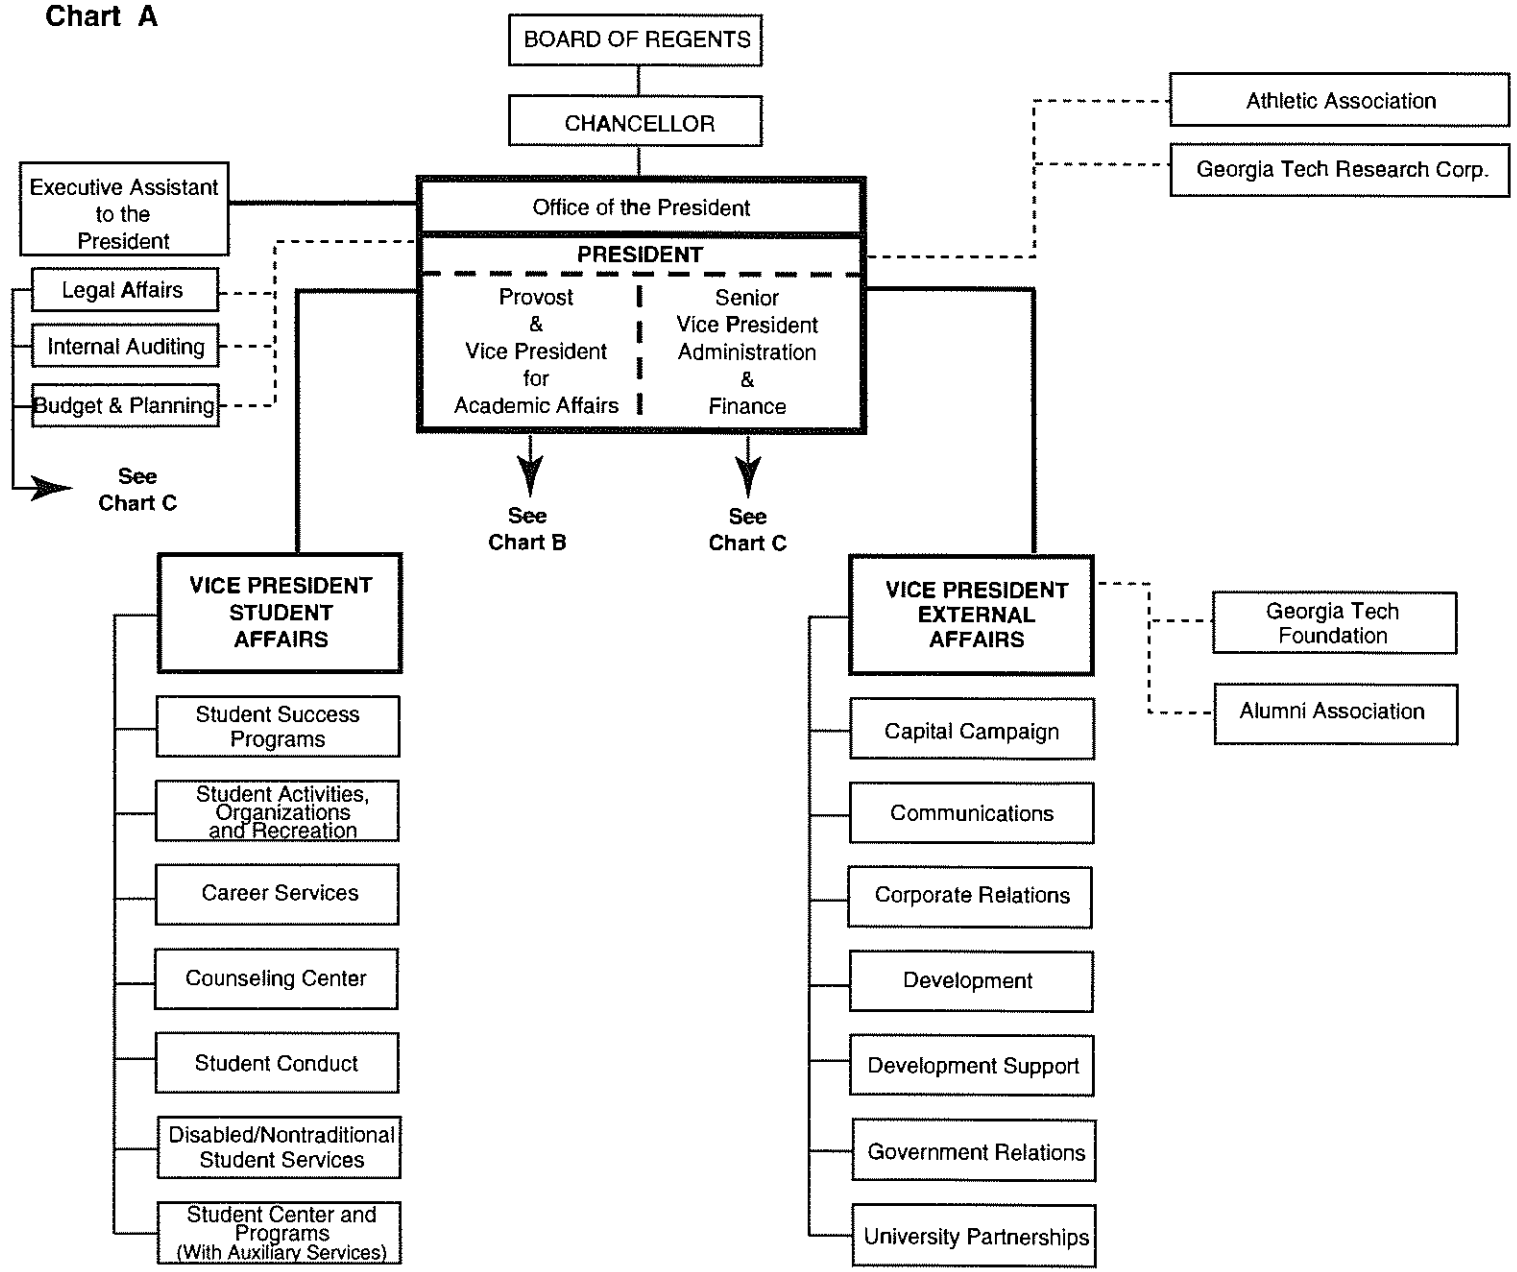 Chart A
BOARD OF REGENTS
CHANCELLOR
Athletic Association
Georgia Tech Research Corp.
Executive Assistant
to the
President
Office of the President
PRESIDENT
Legal Affairs
Internal Auditing
Budget & Planning
See
Chart C
Provost
&
Vice President
for
Academic Affairs
Senior
Vice President
Administration
&
Finance
See
Chart B
See
Chart C
VICE PRESIDENT
STUDENT
AFFAIRS
Student Success
Programs
Student Activities,
Organizations
and Recreation
Career Services
Counseling Center
Student Conduct
Disabled/Nontraditional
Student Services
Student Center and
Programs
(With Auxiliary Services)
VICE PRESIDENT
EXTERNAL
AFFAIRS
Georgia Tech
Foundation
Alumni Association
Capital Campaign
Communications
Corporate Relations
Development
Development Support
Government Relations
University Partnerships